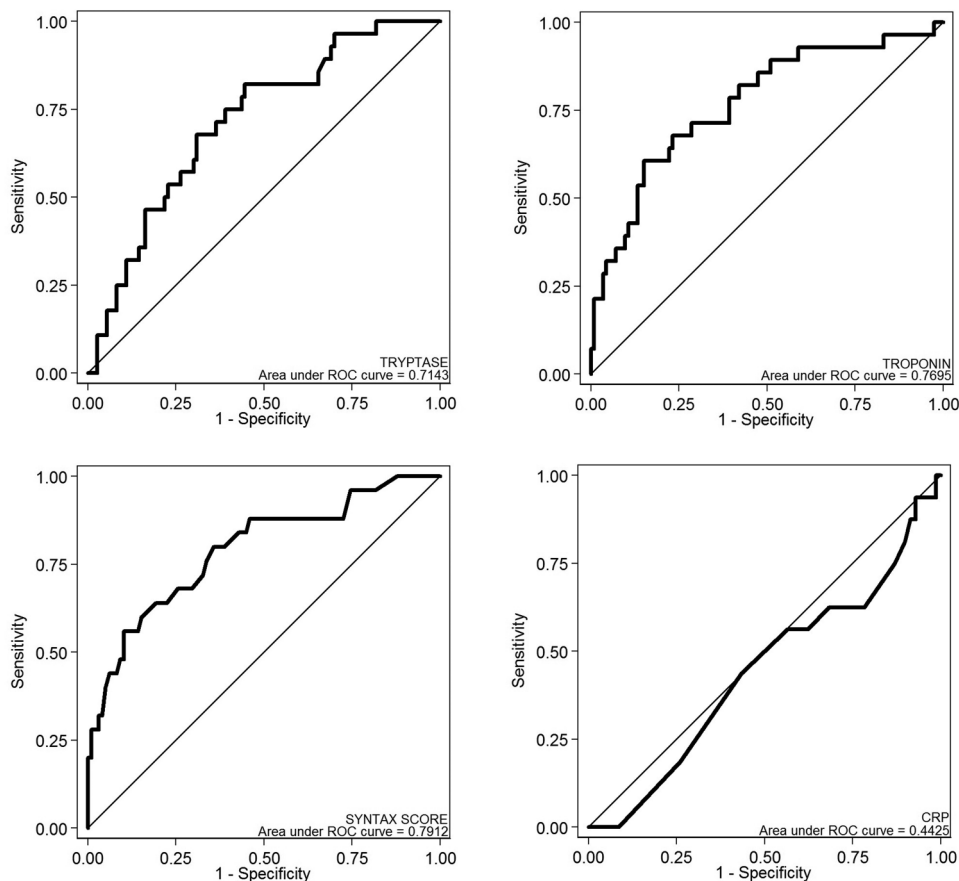 1.00
0.75
0.50
0.25
0.00
Sensitivity
TRYPTASE
Area under ROC curve = 0.7143
0.00 0.25 0.50 0.75 1.00
1 - Specificity
1.00
0.75
0.50
0.25
0.00
Sensitivity
TROPONIN
Area under ROC curve = 0.7695
0.00 0.25 0.50 0.75 1.00
1 - Specificity
1.00
0.75
0.50
0.25
0.00
Sensitivity
SYNTAX SCORE
Area under ROC curve = 0.7912
0.00 0.25 0.50 0.75 1.00
1 - Specificity
1.00
0.75
0.50
0.25
0.00
Sensitivity
CRP
Area under ROC curve = 0.4425
0.00 0.25 0.50 0.75 1.00
1 - Specificity